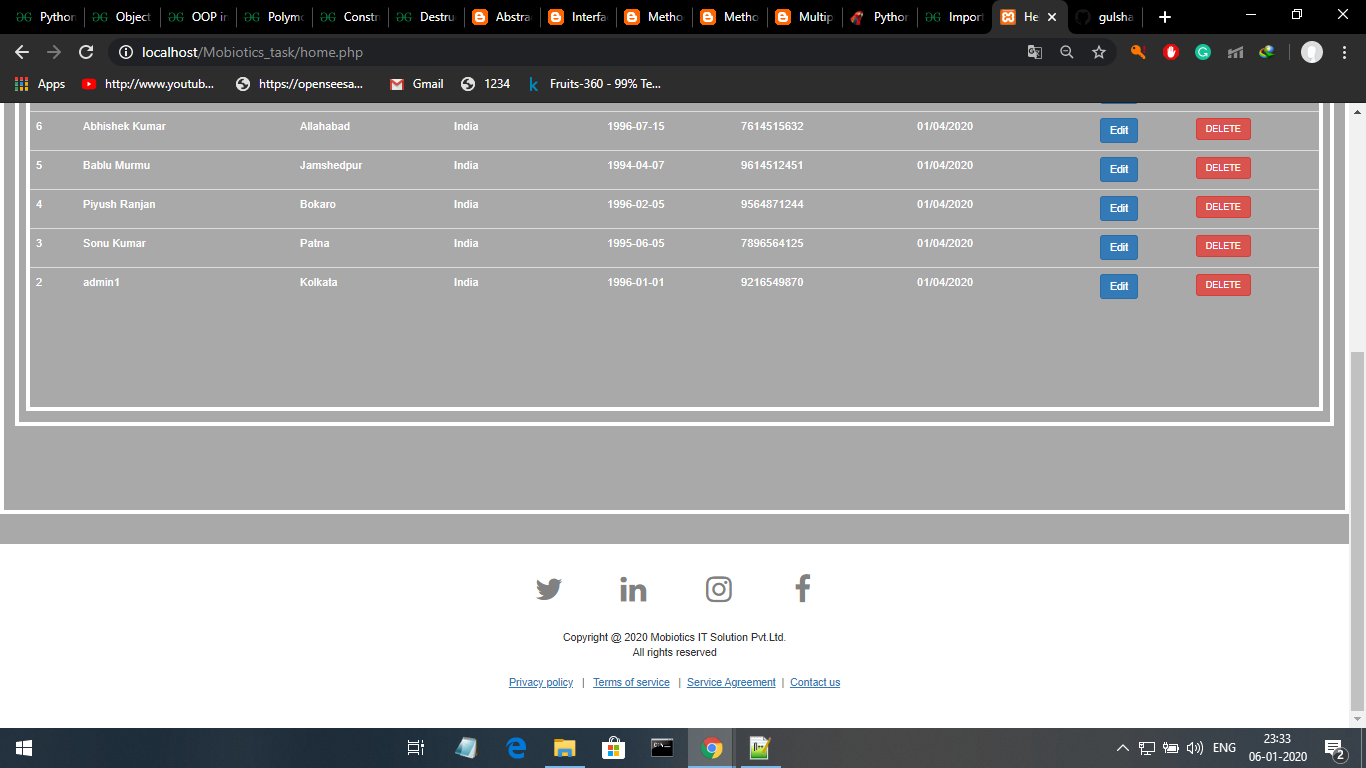 Python
Object
OOP in
Polymo
Constr
Destru
Abstra
Interfa
Metho
Metho
Multip
Python
Import
He
gulsha
localhost/Mobiotics_task/home.php
Apps http://www.youtub... https://openseesa... Gmail 1234 Fruits-360 - 99% Te...
6 Abhishek Kumar Allahabad India 1996-07-15 7614515632 01/04/2020 Edit DELETE
5 Bablu Murmu Jamshedpur India 1994-04-07 9614512451 01/04/2020 Edit DELETE
4 Piyush Ranjan Bokaro India 1996-02-05 9564871244 01/04/2020 Edit DELETE
3 Sonu Kumar Patna India 1995-06-05 7896564125 01/04/2020 Edit DELETE
2 admin1 Kolkata India 1996-01-01 9216549870 01/04/2020 Edit DELETE
Copyright @ 2020 Mobiotics IT Solution Pvt.Ltd.
All rights reserved
Privacy policy | Terms of service | Service Agreement | Contact us
ENG
23:33
06-01-2020
2